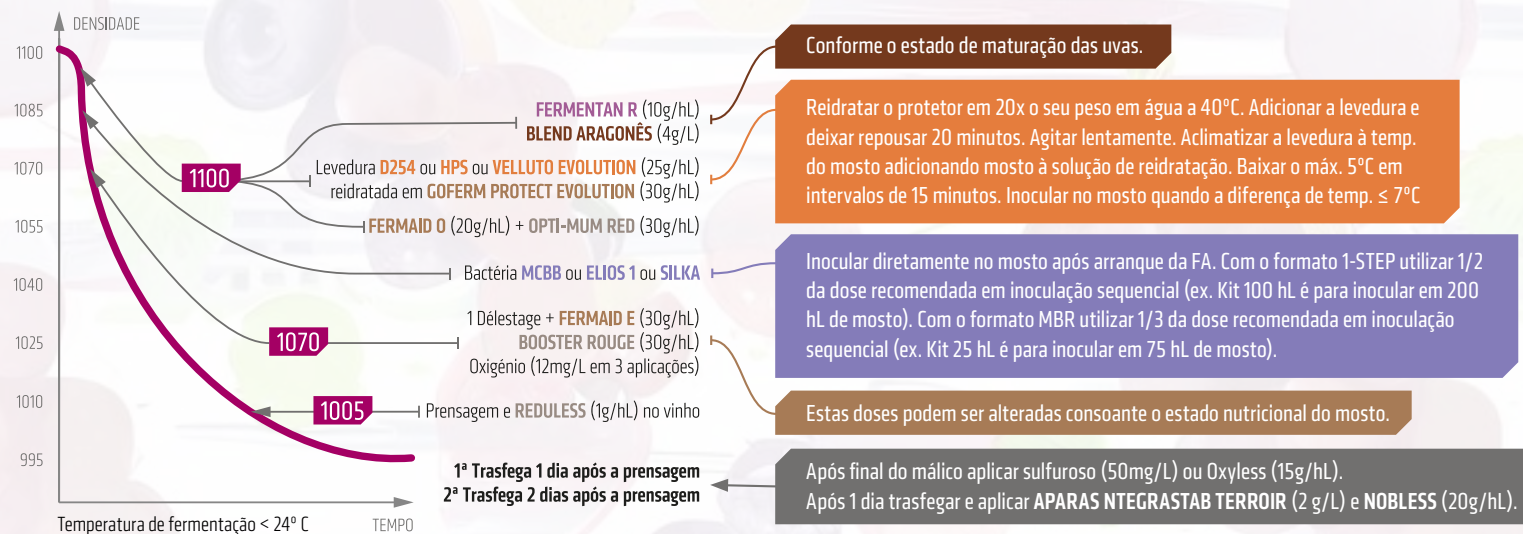 DENSIDADE
1100
1085
1070
1055
1040
1025
1010
995
TEMPO
Temperatura de fermentação < 24º C
1100
FERMENTAN R (10g/hL)
BLEND ARAGONÊS (4g/L)
Conforme o estado de maturação das uvas.
Levedura D254 ou HPS ou VELLUTO EVOLUTION (25g/hL)
reidratada em GOFERM PROTECT EVOLUTION (30g/hL)
Reidratar o protetor em 20x o seu peso em água a 40ºC. Adicionar a levedura e
deixar repousar 20 minutos. Agitar lentamente. Aclimatizar a levedura à temp.
do mosto adicionando mosto à solução de reidratação. Baixar o máx. 5ºC em
intervalos de 15 minutos. Inocular no mosto quando a diferença de temp. ≤ 7ºC
FERMAID O (20g/hL) + OPTI-MUM RED (30g/hL)
Bactéria MCBB ou ELIOS 1 ou SILKA
Inocular diretamente no mosto após arranque da FA. Com o formato 1-STEP utilizar 1/2
da dose recomendada em inoculação sequencial (ex. Kit 100 hL é para inocular em 200
hL de mosto). Com o formato MBR utilizar 1/3 da dose recomendada em inoculação
sequencial (ex. Kit 25 hL é para inocular em 75 hL de mosto).
1070
1 Délestage + FERMAID E (30g/hL)
BOOSTER ROUGE (30g/hL)
Oxigénio (12mg/L em 3 aplicações)
Estas doses podem ser alteradas consoante o estado nutricional do mosto.
1005
Prensagem e REDULESS (1g/hL) no vinho
1ª Trasfega 1 dia após a prensagem
2ª Trasfega 2 dias após a prensagem
Após final do málico aplicar sulfuroso (50mg/L) ou Oxyless (15g/hL).
Após 1 dia trasfegar e aplicar APARAS NTEGRASTAB TERROIR (2 g/L) e NOBLESS (20g/hL).